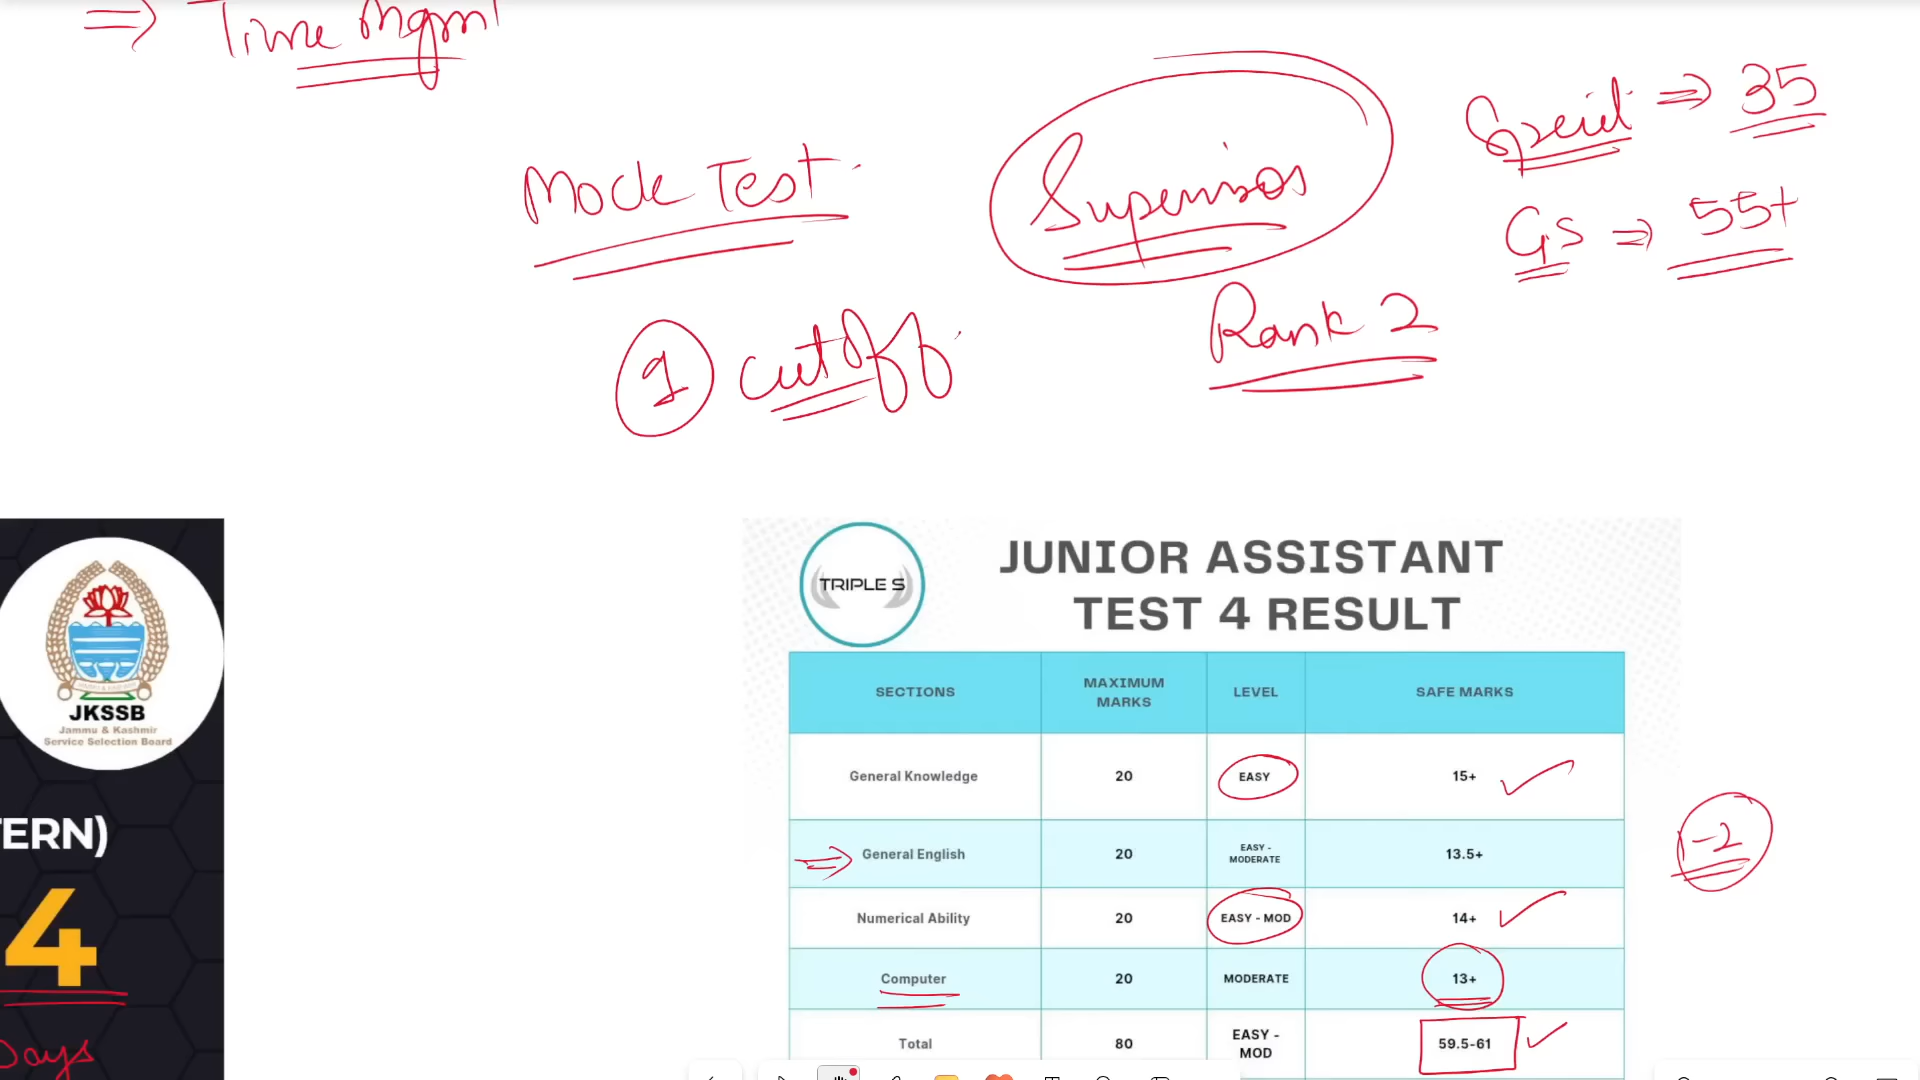 ⇒ Time Mgmt
Mock Test
Supervisor
Speed ⇒ 35
GS ⇒ 55+
Rank 2
① cutoff
JKSSB
Jammu & Kashmir
Service Selection Board
TERN)
4
Days
TRIPLE S
JUNIOR ASSISTANT
TEST 4 RESULT
SECTIONS MAXIMUM MARKS LEVEL SAFE MARKS
General Knowledge 20 EASY 15+
General English 20 EASY - MODERATE 13.5+
1-2
Numerical Ability 20 EASY - MOD 14+
Computer 20 MODERATE 13+
Total 80 EASY - MOD 59.5-61